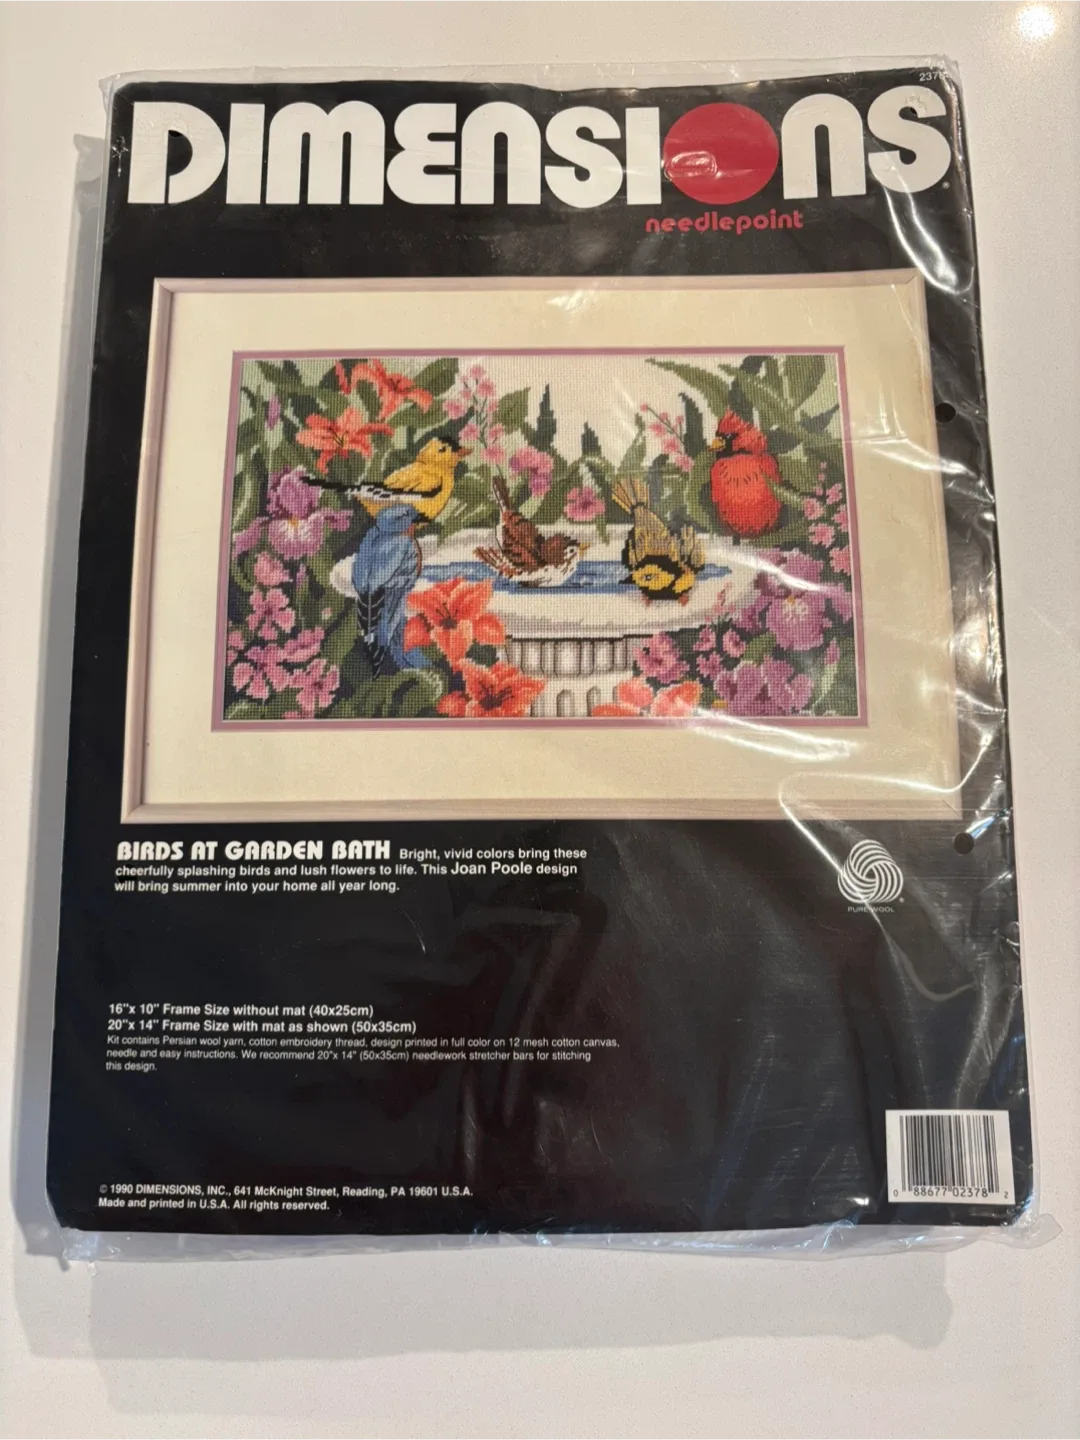 2378
DIMENSIONS®
needlepoint
BIRDS AT GARDEN BATH Bright, vivid colors bring these
cheerfully splashing birds and lush flowers to life. This Joan Poole design
will bring summer into your home all year long.
PURE WOOL
16"x 10" Frame Size without mat (40x25cm)
20"x 14" Frame Size with mat as shown (50x35cm)
Kit contains Persian wool yarn, cotton embroidery thread, design printed in full color on 12 mesh cotton canvas,
needle and easy instructions. We recommend 20"x 14" (50x35cm) needlework stretcher bars for stitching
this design.
© 1990 DIMENSIONS, INC., 641 McKnight Street, Reading, PA 19601 U.S.A.
Made and printed in U.S.A. All rights reserved.
0 88677 02378 2